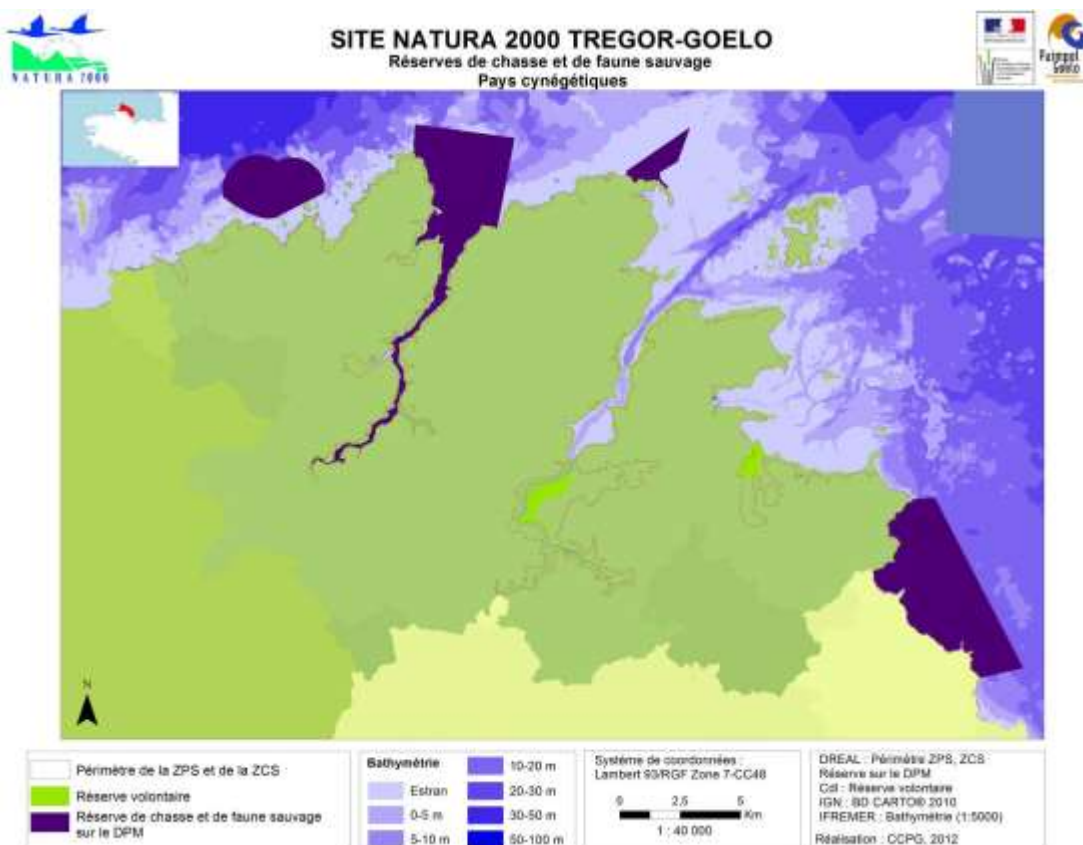 SITE NATURA 2000 TREGOR-GOELO
Réserves de chasse et de faune sauvage
Pays cynégétiques
NATURA 2000
Paimpol
Goëlo
N
Périmètre de la ZPS et de la ZCS
Réserve volontaire
Réserve de chasse et de faune sauvage
sur le DPM
Bathymétrie
Estran
0-5 m
5-10 m
10-20 m
20-30 m
30-50 m
50-100 m
Système de coordonnées :
Lambert 93/RGF Zone 7-CC48
0 2,5 5
Km
1 : 40 000
DREAL : Périmètre ZPS, ZCS
Réserve sur le DPM
Cdl : Réserve volontaire
IGN : BD CARTO® 2010
IFREMER : Bathymétrie (1:5000)
Réalisation : CCPG, 2012